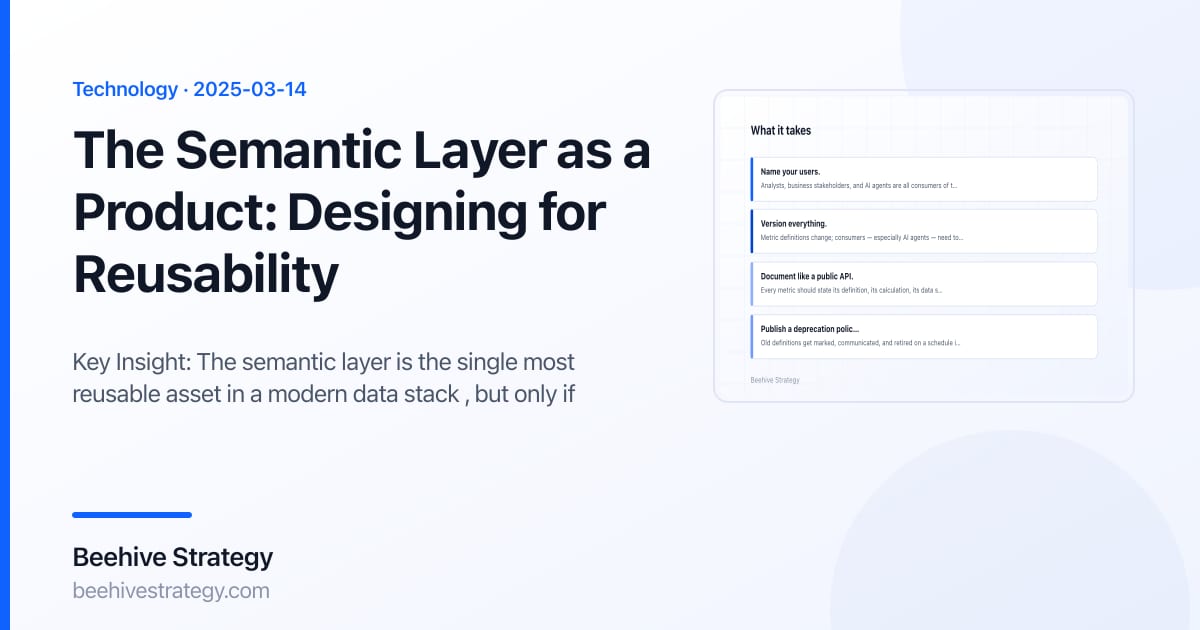 Technology · 2025-03-14
The Semantic Layer as a
Product: Designing for
Reusability
Key Insight: The semantic layer is the single most
reusable asset in a modern data stack , but only if
Beehive Strategy
beehivestrategy.com
What it takes
Name your users.
Analysts, business stakeholders, and AI agents are all consumers of t...
Version everything.
Metric definitions change; consumers — especially AI agents — need to...
Document like a public API.
Every metric should state its definition, its calculation, its data s...
Publish a deprecation polic...
Old definitions get marked, communicated, and retired on a schedule i...
Beehive Strategy